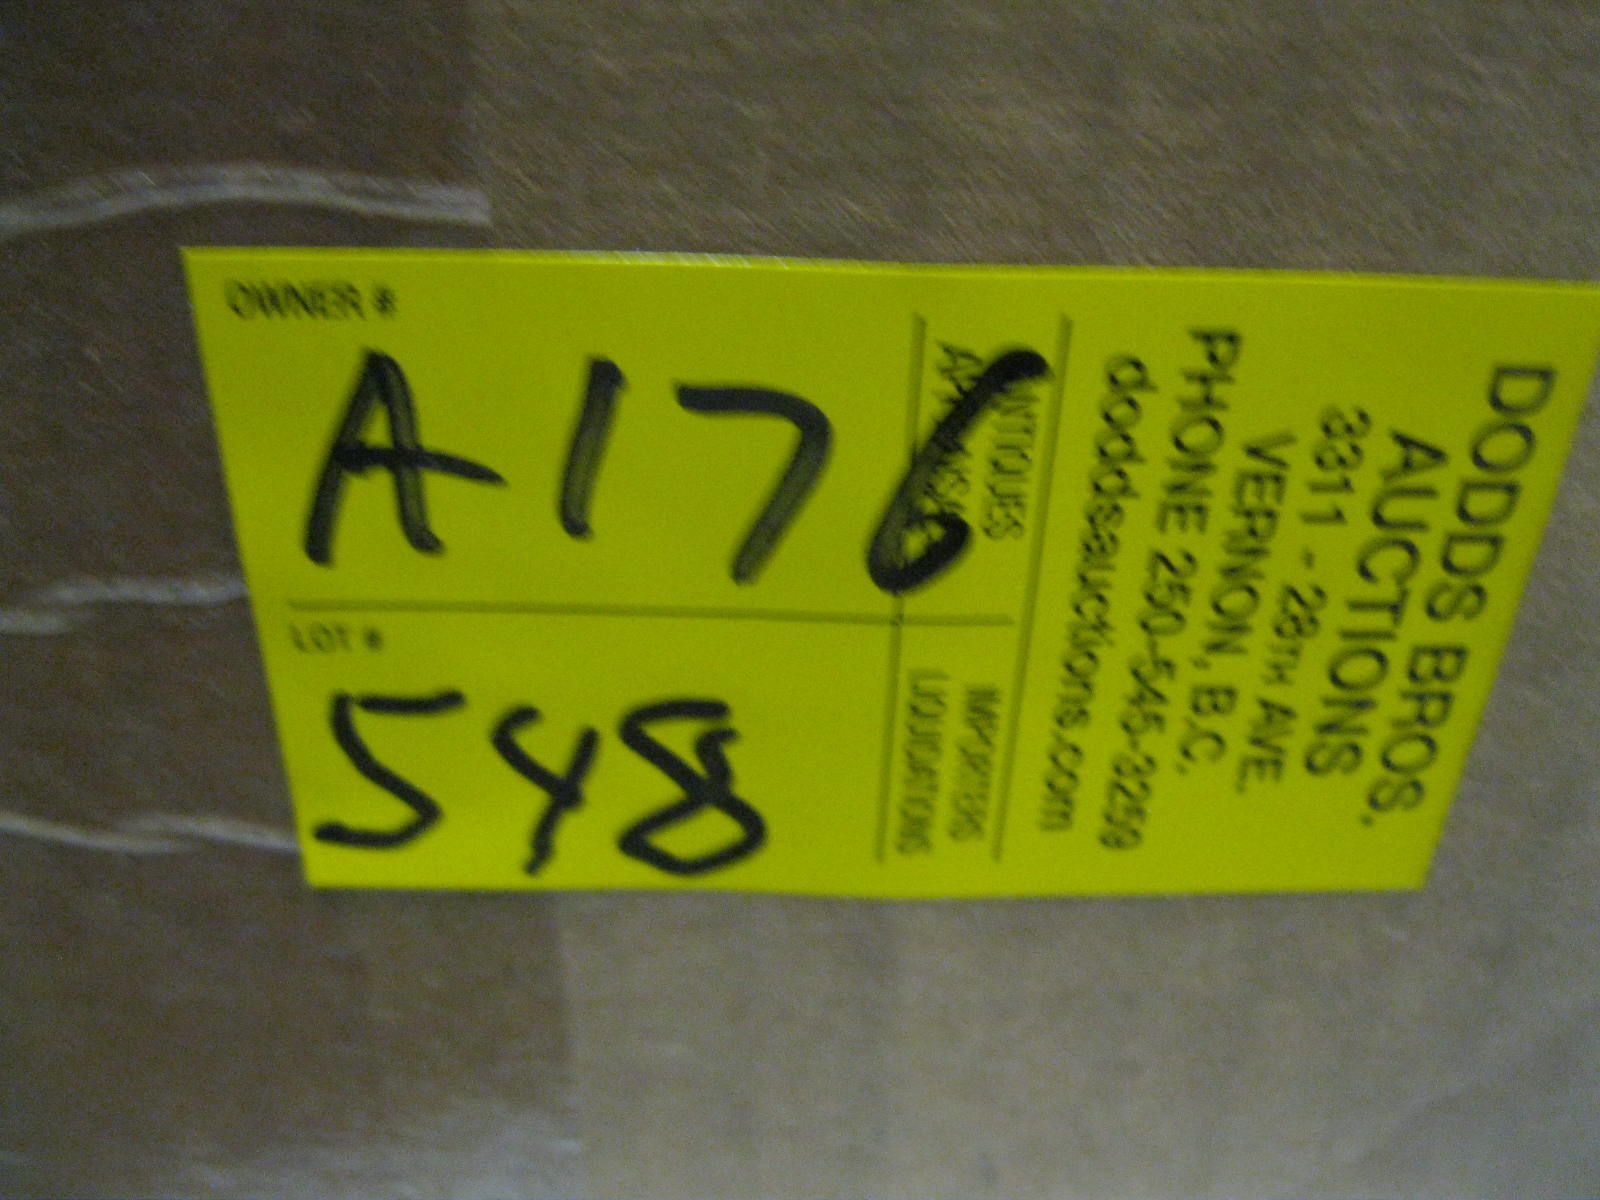 OWNER #
A176
LOT #
548
ANTIQUES
IMPORTERS
LIQUIDATIONS
DODDS BROS.
AUCTIONS
3311 - 28TH AVE.
VERNON, B.C.
PHONE 250-545-3259
doddsauctions.com